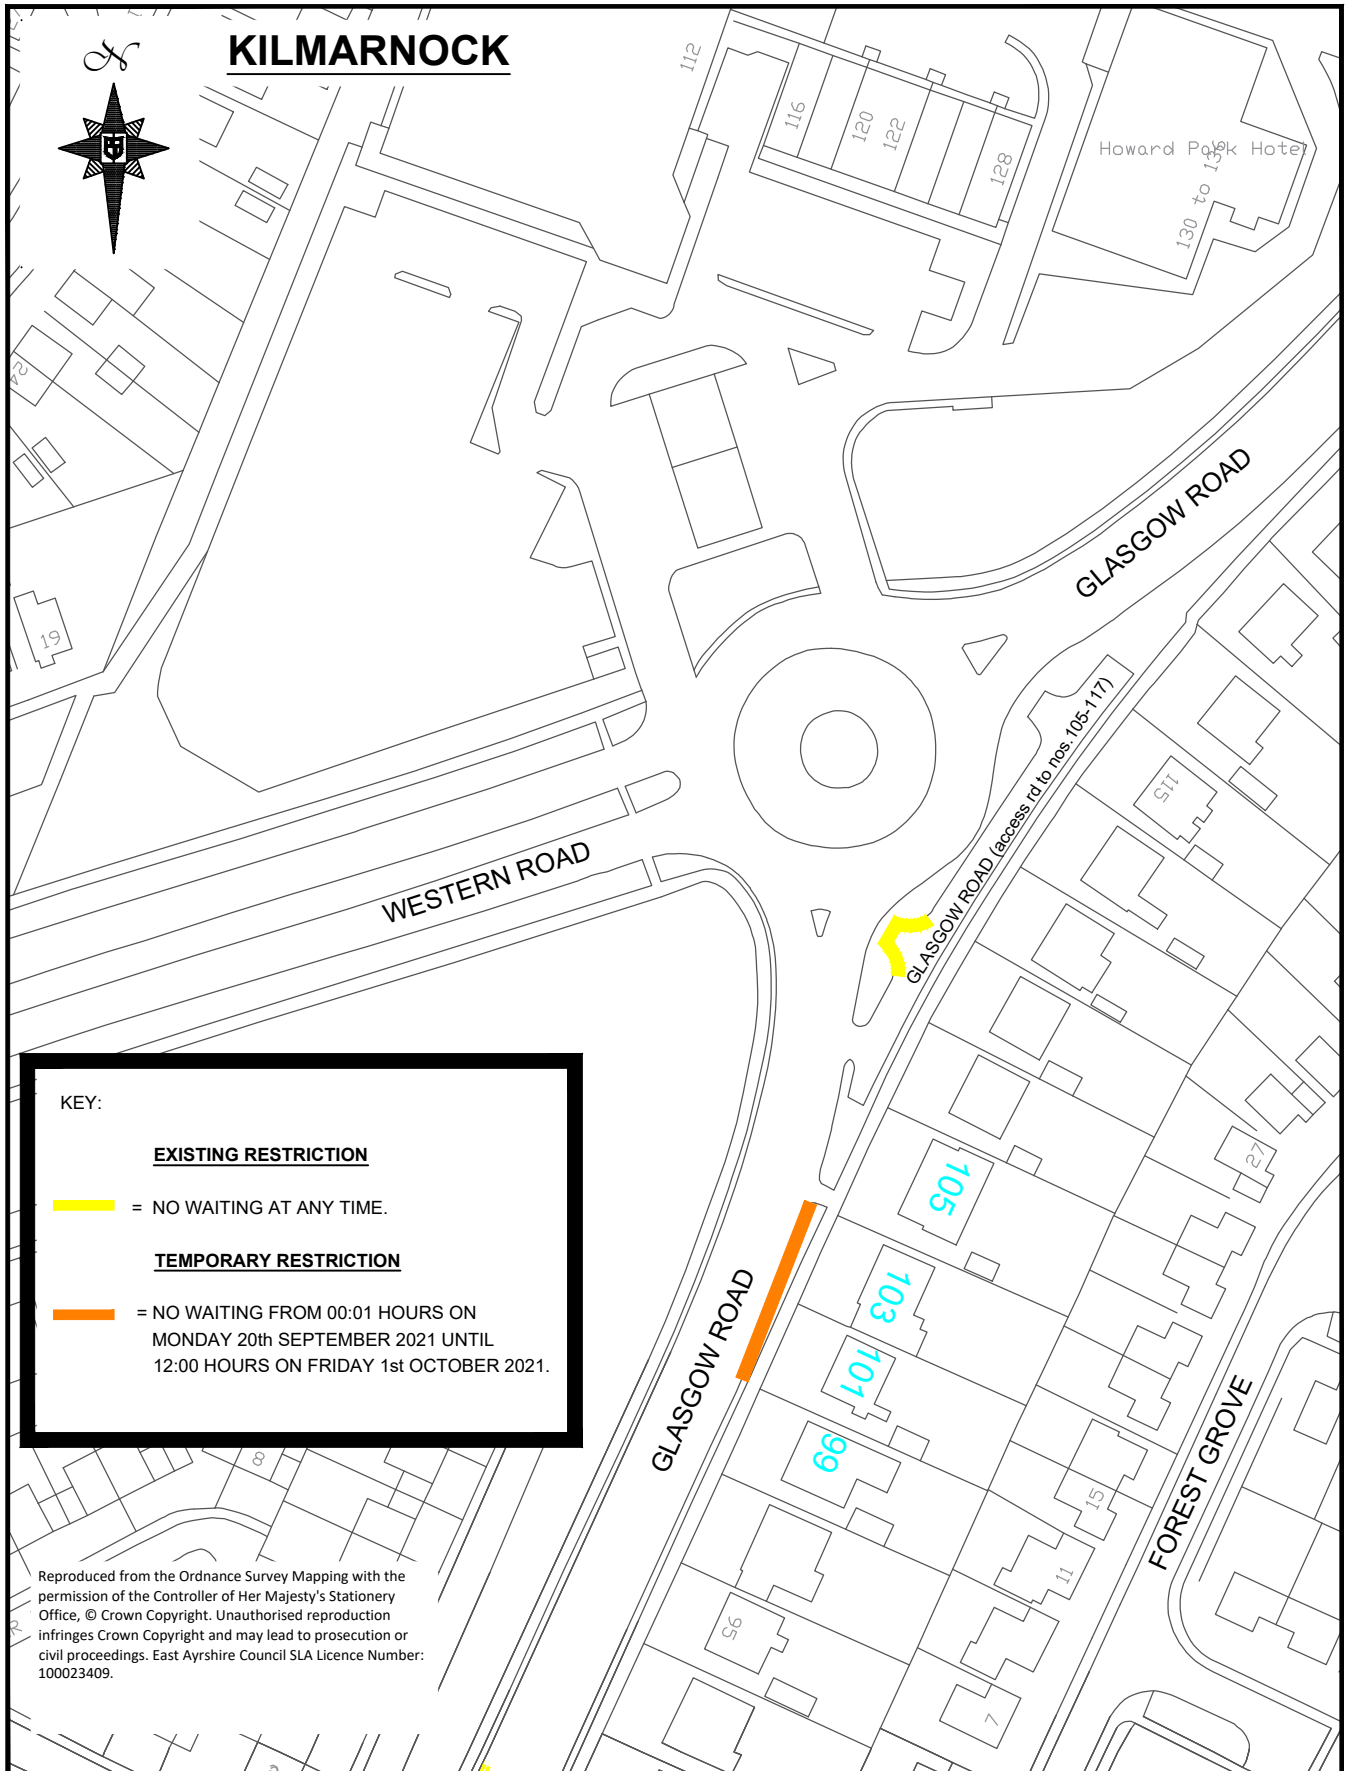 N
KILMARNOCK
112
116
120
122
128
Howard Park Hotel
130 to 136
24
19
GLASGOW ROAD
GLASGOW ROAD (access rd to nos. 105-117)
115
WESTERN ROAD
KEY:
EXISTING RESTRICTION
= NO WAITING AT ANY TIME.
TEMPORARY RESTRICTION
= NO WAITING FROM 00:01 HOURS ON
MONDAY 20th SEPTEMBER 2021 UNTIL
12:00 HOURS ON FRIDAY 1st OCTOBER 2021.
27
105
103
101
99
GLASGOW ROAD
FOREST GROVE
15
11
95
7
8
Reproduced from the Ordnance Survey Mapping with the
permission of the Controller of Her Majesty's Stationery
Office, © Crown Copyright. Unauthorised reproduction
infringes Crown Copyright and may lead to prosecution or
civil proceedings. East Ayrshire Council SLA Licence Number:
100023409.